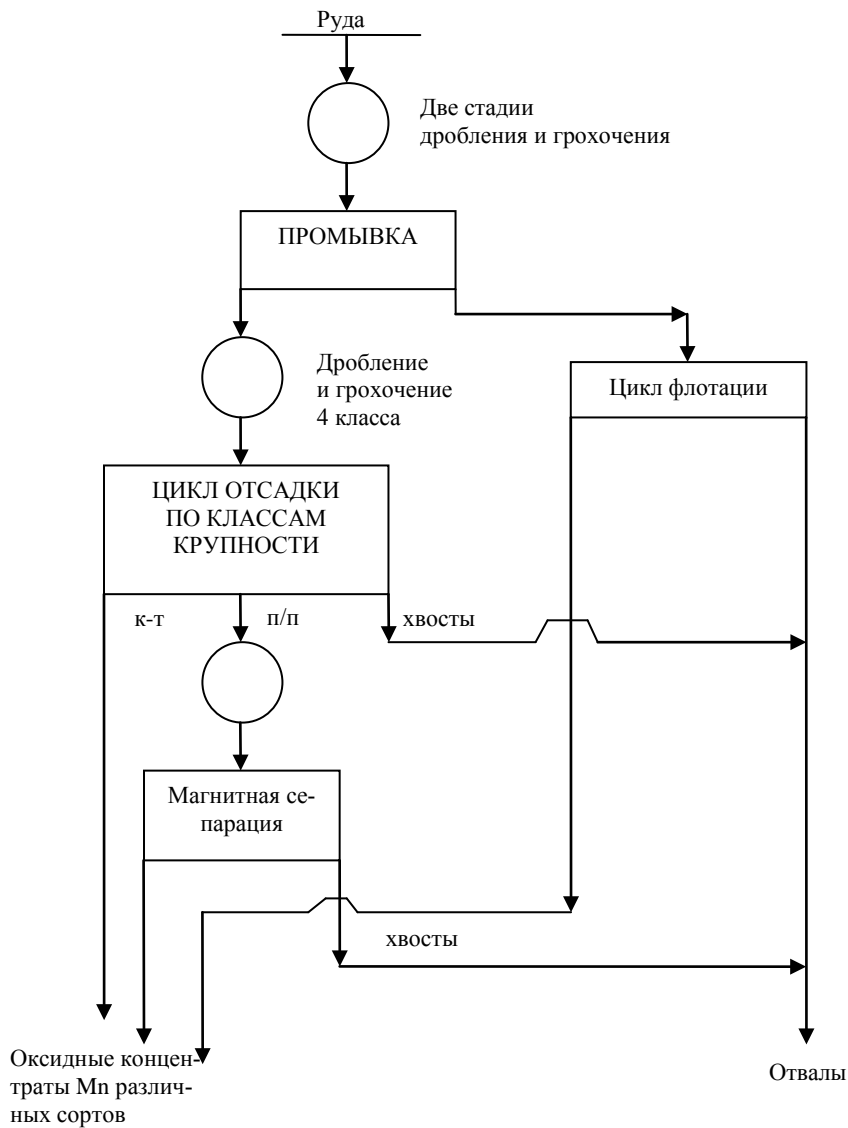 Руда
Две стадии
дробления и грохочения
ПРОМЫВКА
Дробление
и грохочение
4 класса
Цикл флотации
ЦИКЛ ОТСАДКИ
ПО КЛАССАМ
КРУПНОСТИ
к-т
п/п
хвосты
Магнитная се-
парация
хвосты
Оксидные концен-
траты Mn различ-
ных сортов
Отвалы